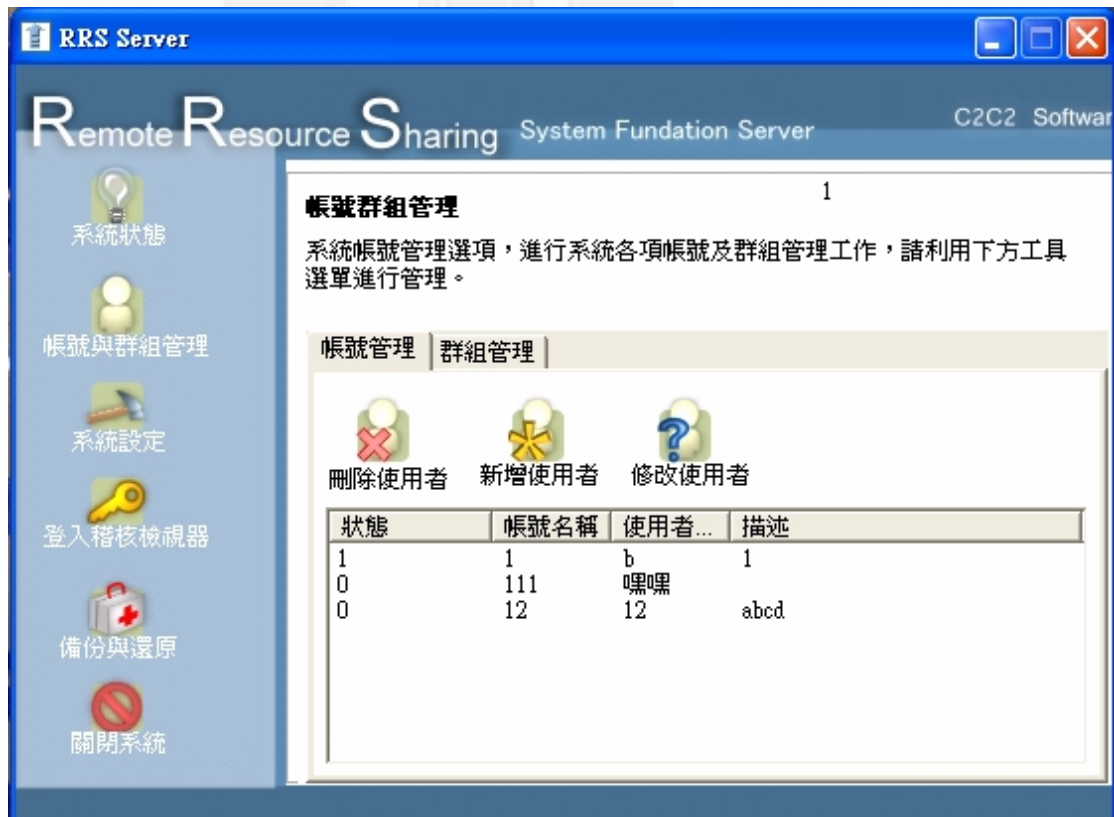 RRS Server
Remote Resource Sharing System Fundation Server C2C2 Softwar
系統狀態
帳號與群組管理
系統設定
登入稽核檢視器
備份與還原
關閉系統
帳號群組管理 1
系統帳號管理選項，進行系統各項帳號及群組管理工作，請利用下方工具
選單進行管理。
帳號管理 群組管理
刪除使用者 新增使用者 修改使用者
狀態 帳號名稱 使用者... 描述
1 1 b 1
0 111 嘿嘿
0 12 12 abcd